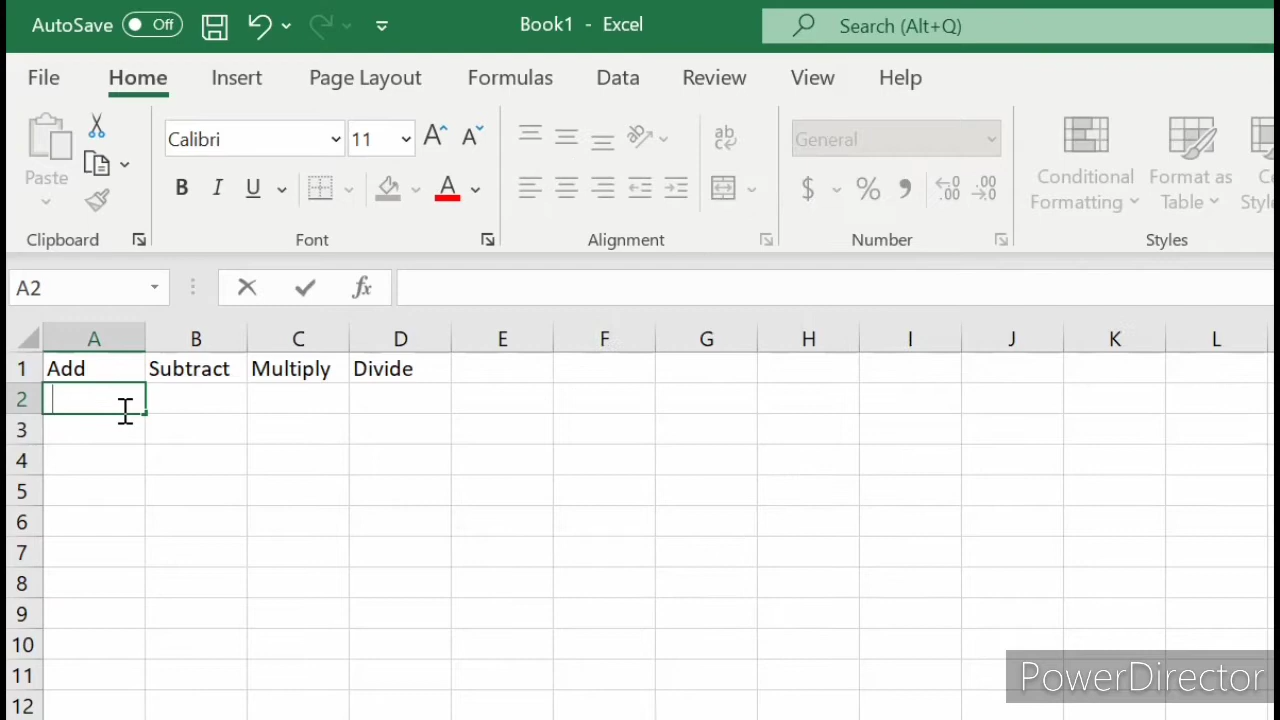 AutoSave Off Book1 - Excel Search (Alt+Q)
File Home Insert Page Layout Formulas Data Review View Help
Calibri 11 General
Paste B I U A $ % Conditional Formatting Format as Table
Clipboard Font Alignment Number Styles
A2 fx
A B C D E F G H I J K L
1 Add Subtract Multiply Divide
2
3
4
5
6
7
8
9
10
11
12
PowerDirector